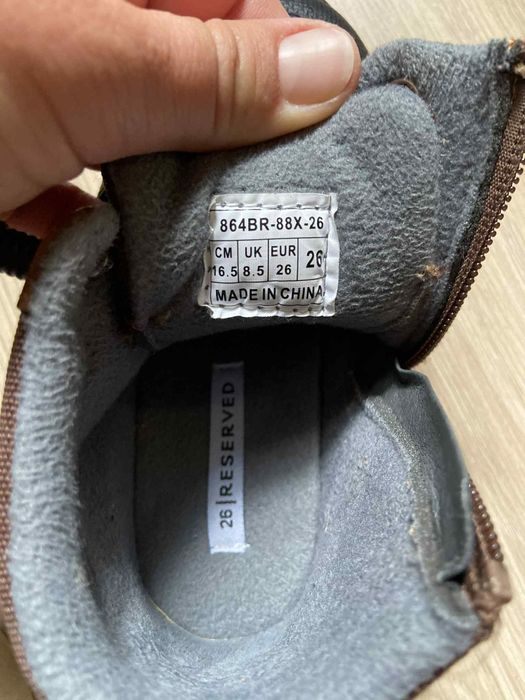 864BR-88X-26
CM UK EUR 26
16.5 8.5 26
MADE IN CHINA
26 | RESERVED